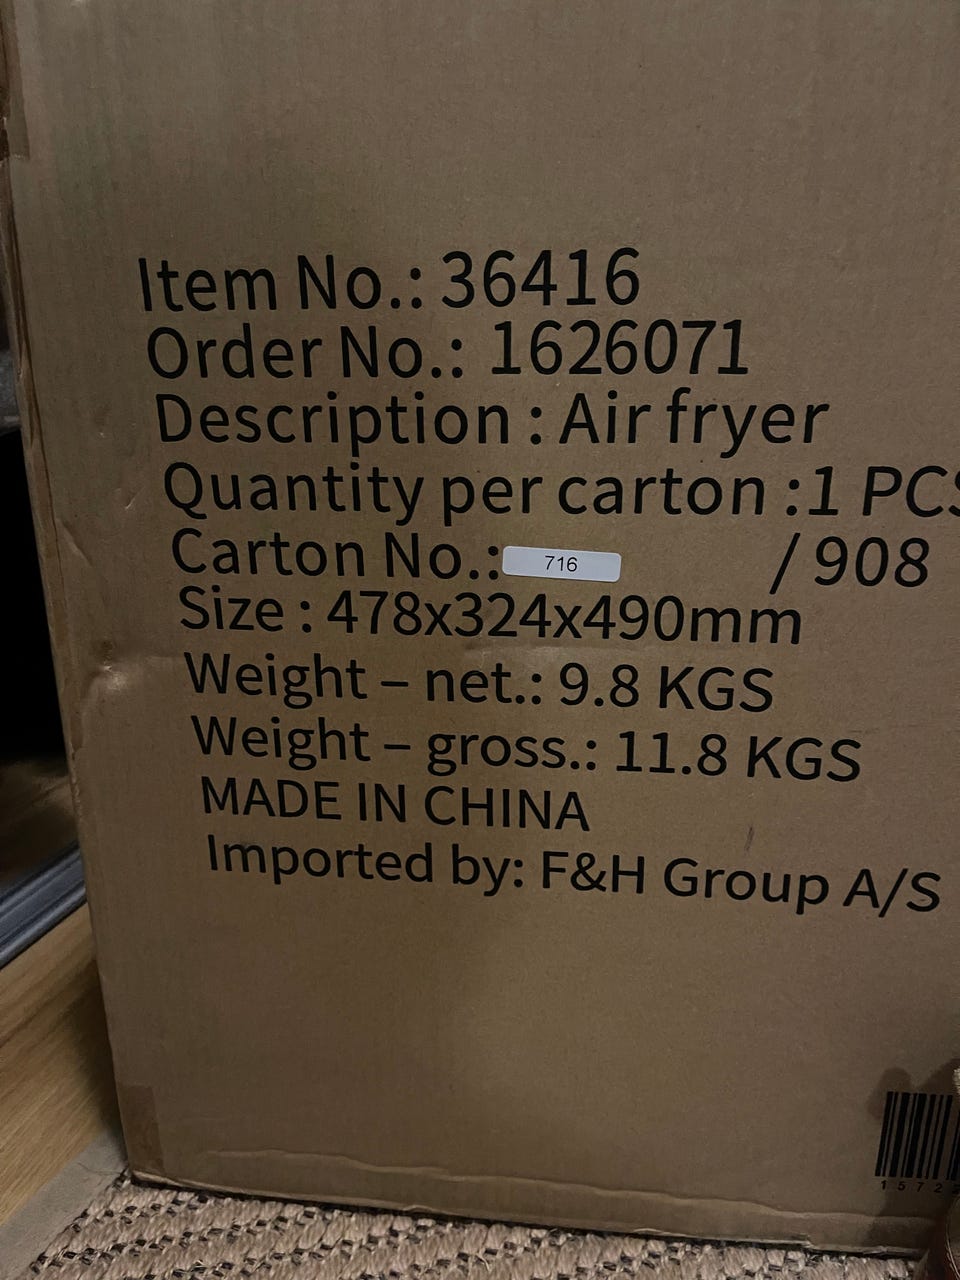 Item No.: 36416
Order No.: 1626071
Description : Air fryer
Quantity per carton :1 PCS
Carton No.: 716 / 908
Size : 478x324x490mm
Weight – net.: 9.8 KGS
Weight – gross.: 11.8 KGS
MADE IN CHINA
Imported by: F&H Group A/S